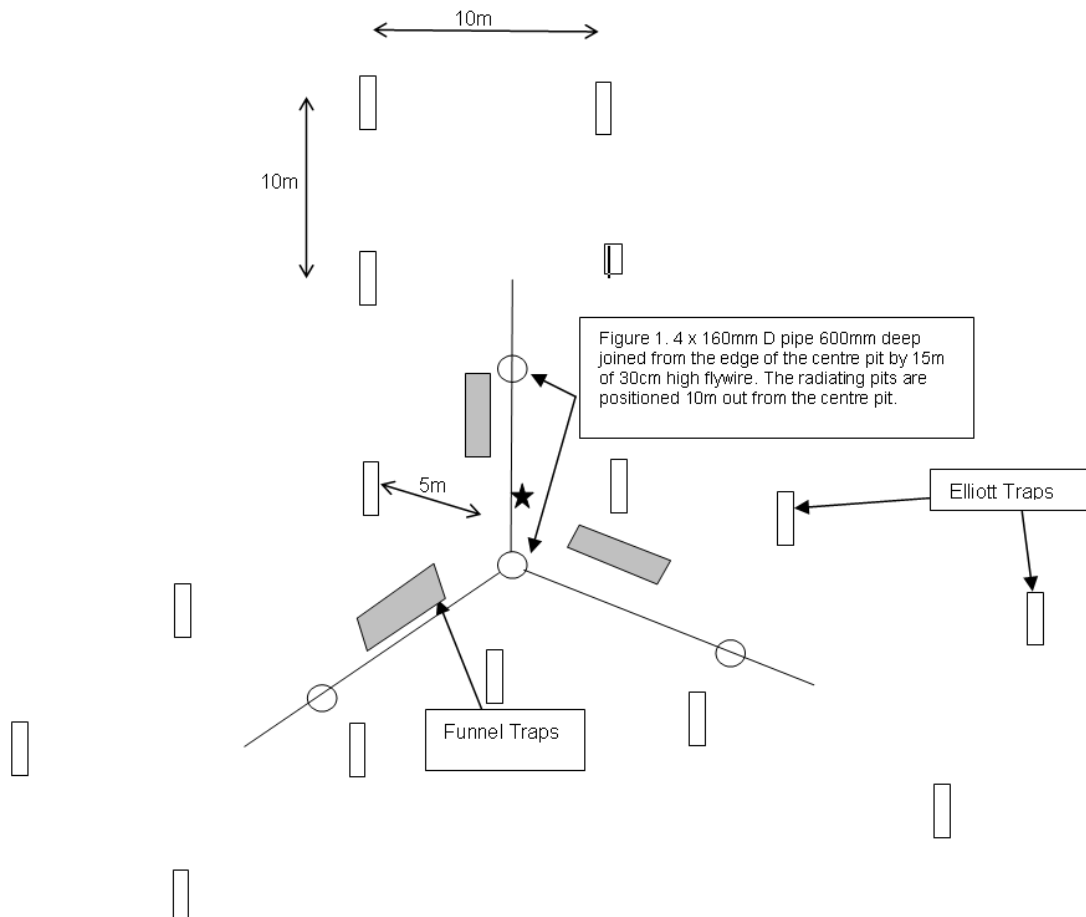 10m
10m
Figure 1. 4 x 160mm D pipe 600mm deep
joined from the edge of the centre pit by 15m
of 30cm high flywire. The radiating pits are
positioned 10m out from the centre pit.
5m
Elliott Traps
Funnel Traps